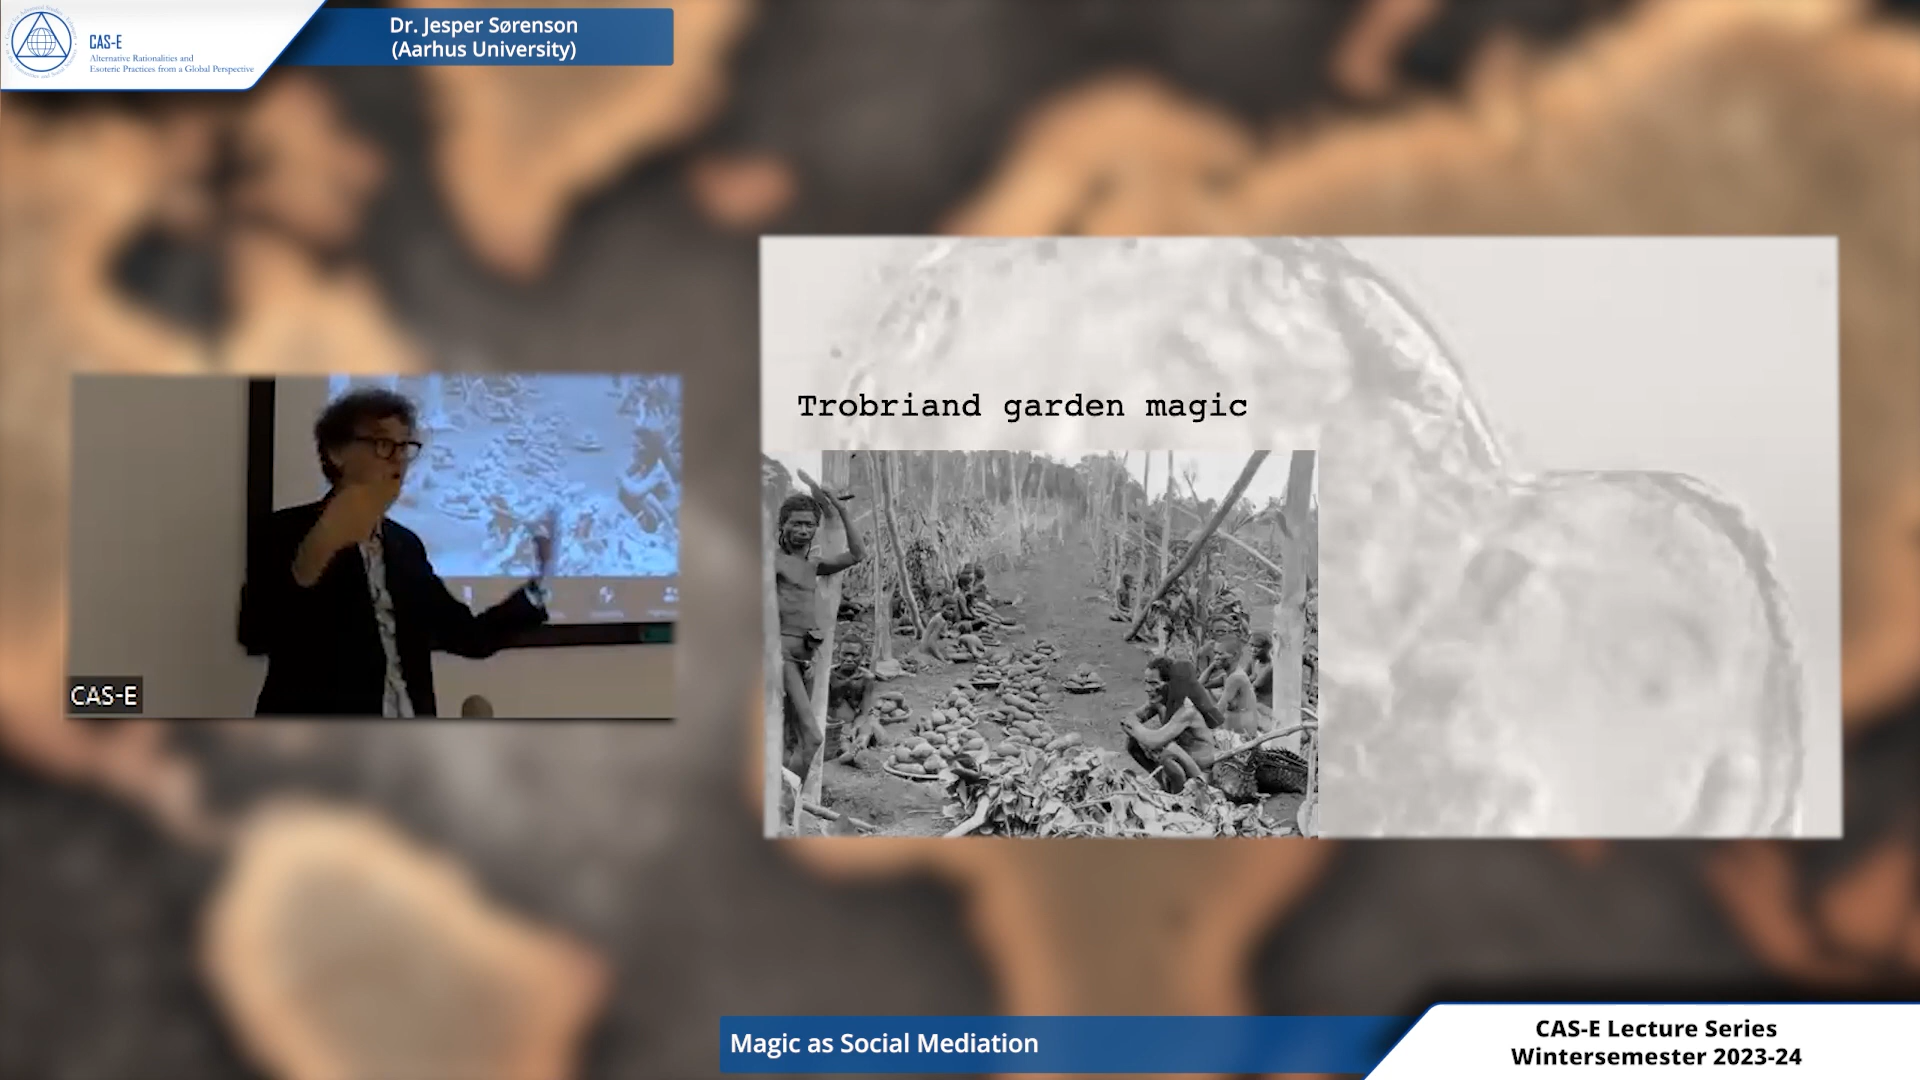 CAS-E
Alternative Rationalities and
Esoteric Practices from a Global Perspective
Dr. Jesper Sørenson
(Aarhus University)
Trobriand garden magic
CAS-E
Magic as Social Mediation
CAS-E Lecture Series
Wintersemester 2023-24